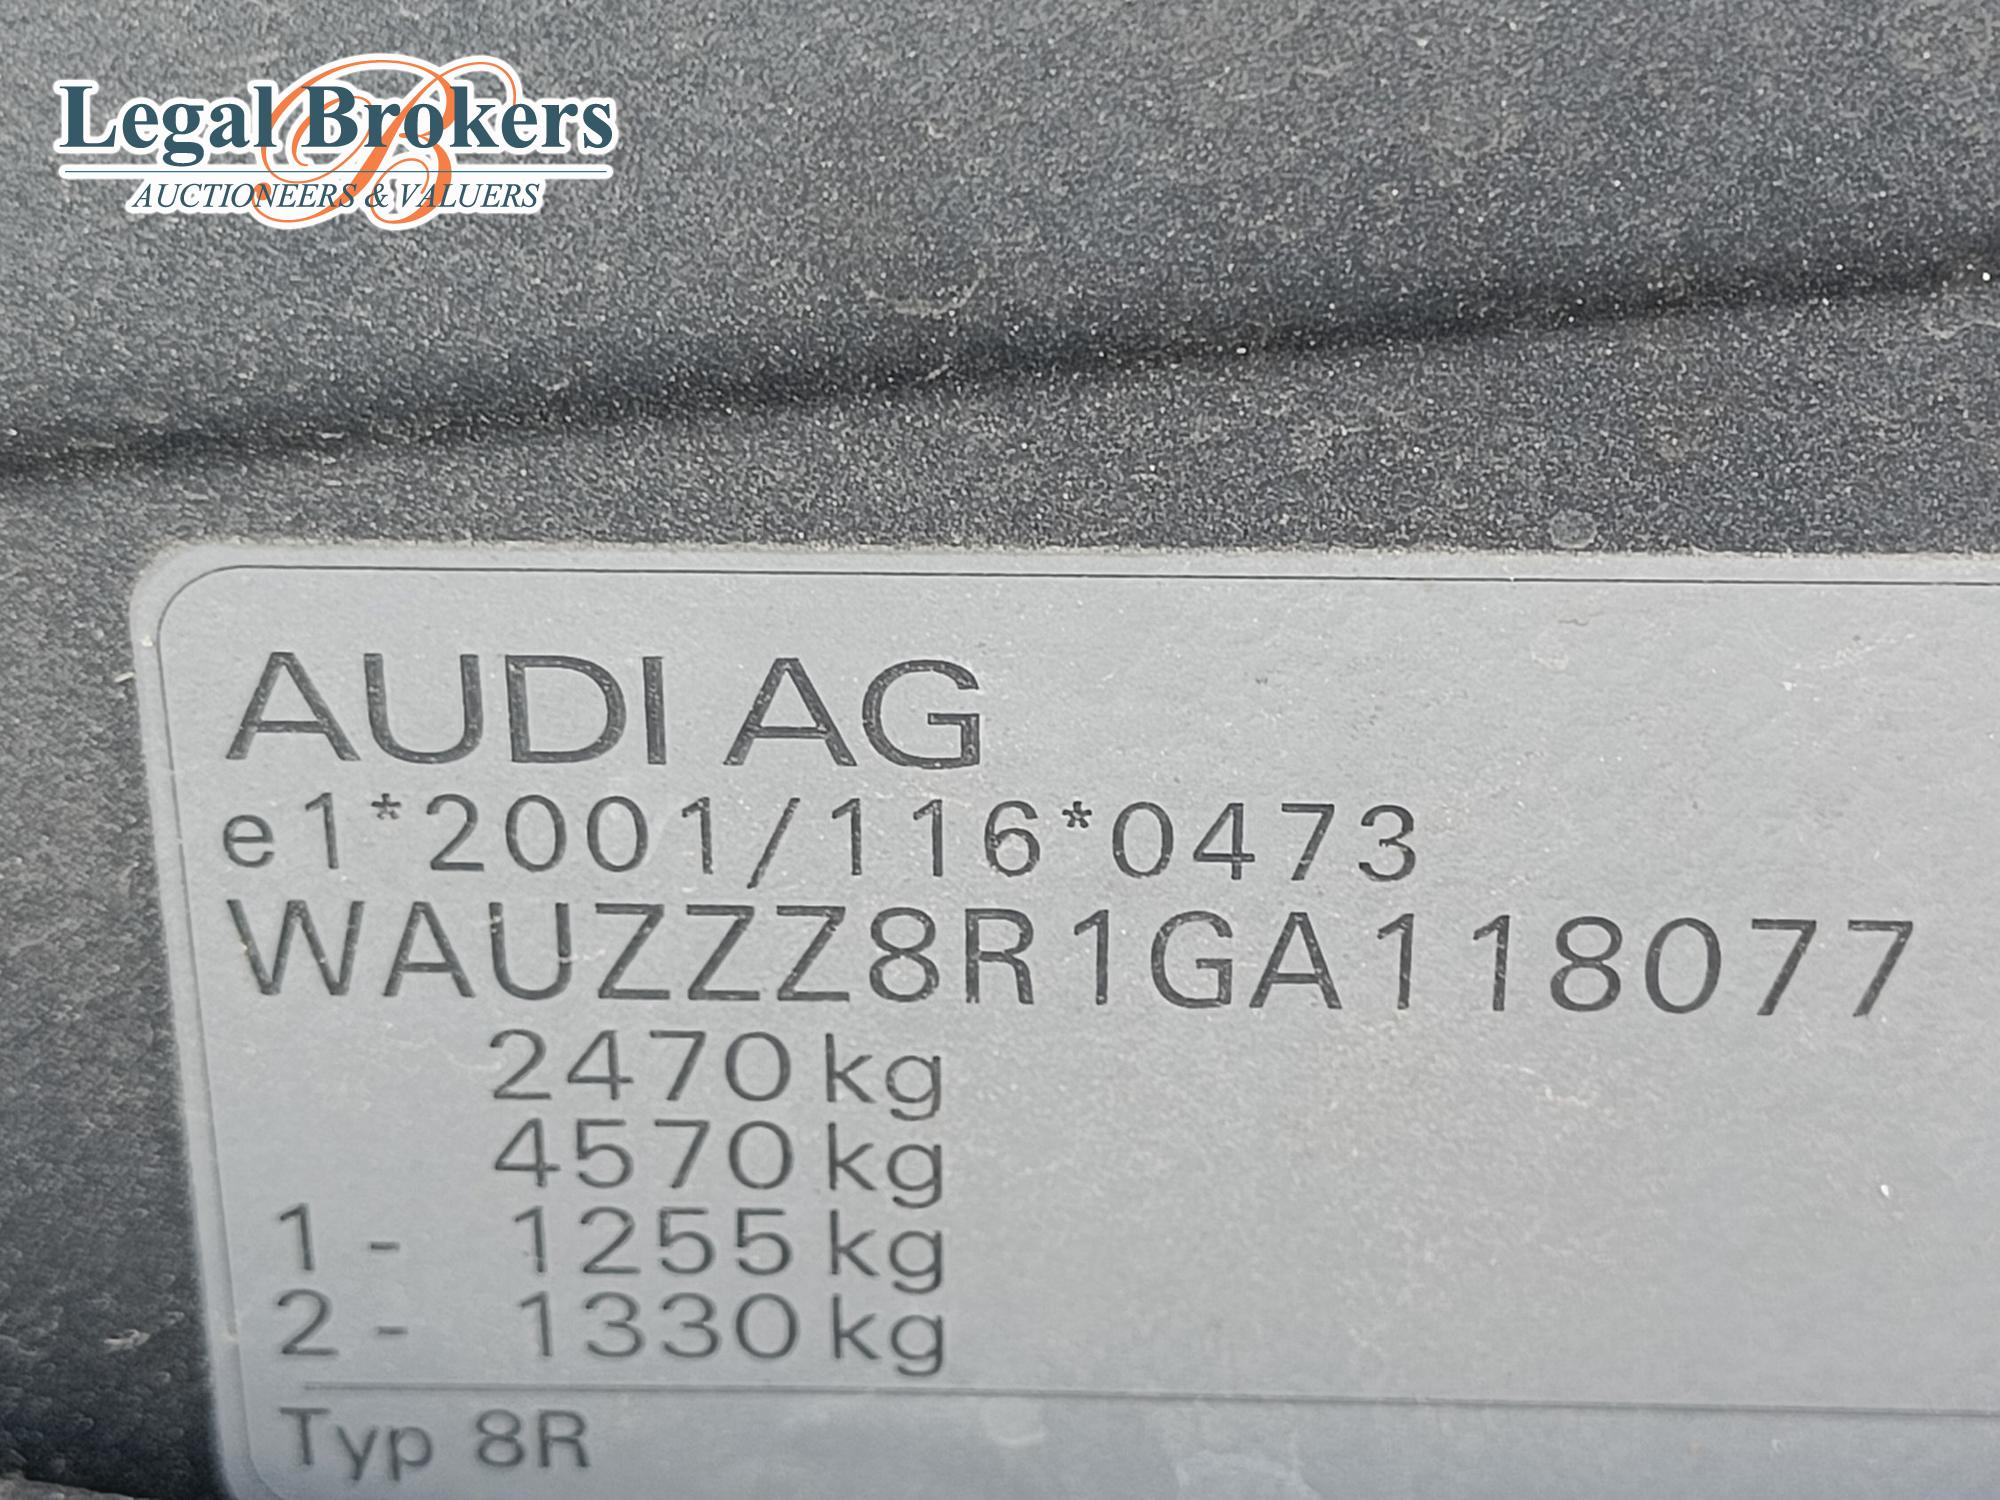 Legal Brokers
AUCTIONEERS & VALUERS
AUDI AG
e1*2001/116*0473
WAUZZZ8R1GA118077
2470 kg
4570 kg
1 - 1255 kg
2 - 1330 kg
Typ 8R